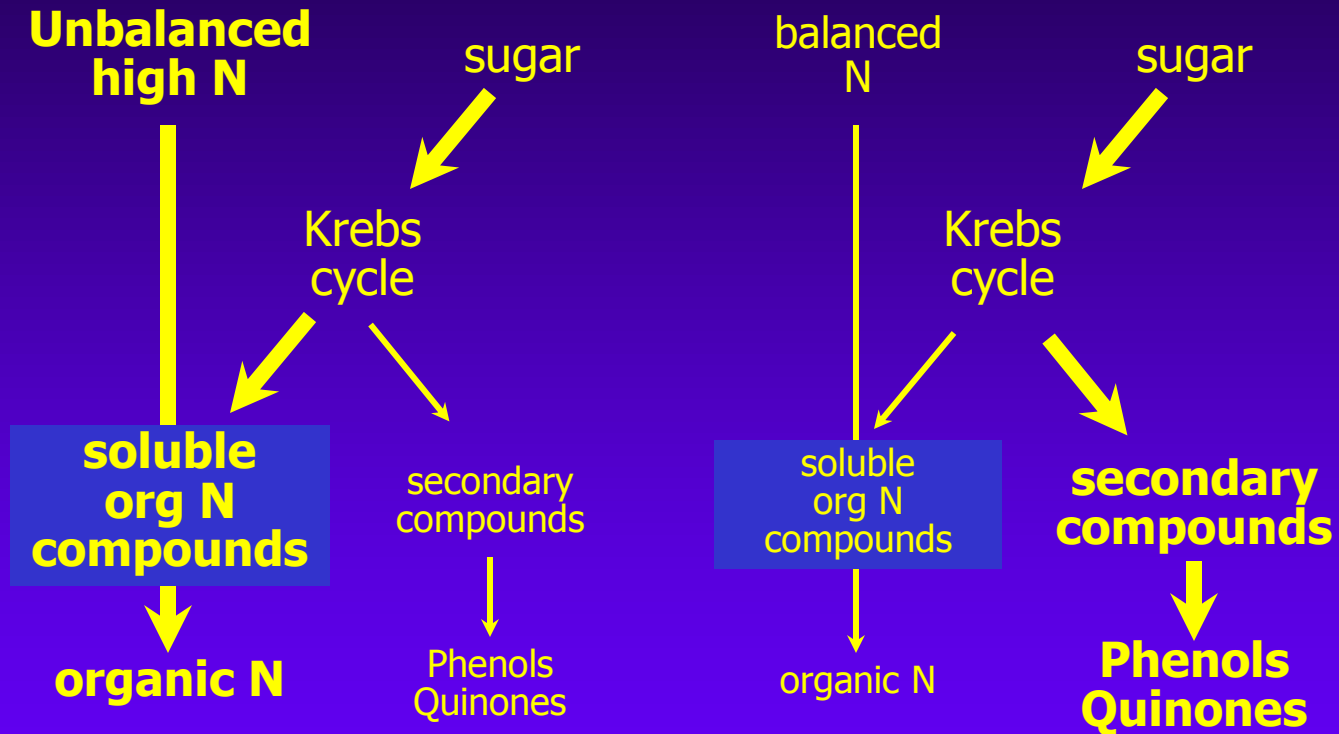 Unbalanced
high N
sugar
Krebs
cycle
soluble
org N
compounds
secondary
compounds
organic N
Phenols
Quinones
balanced
N
sugar
Krebs
cycle
soluble
org N
compounds
secondary
compounds
organic N
Phenols
Quinones